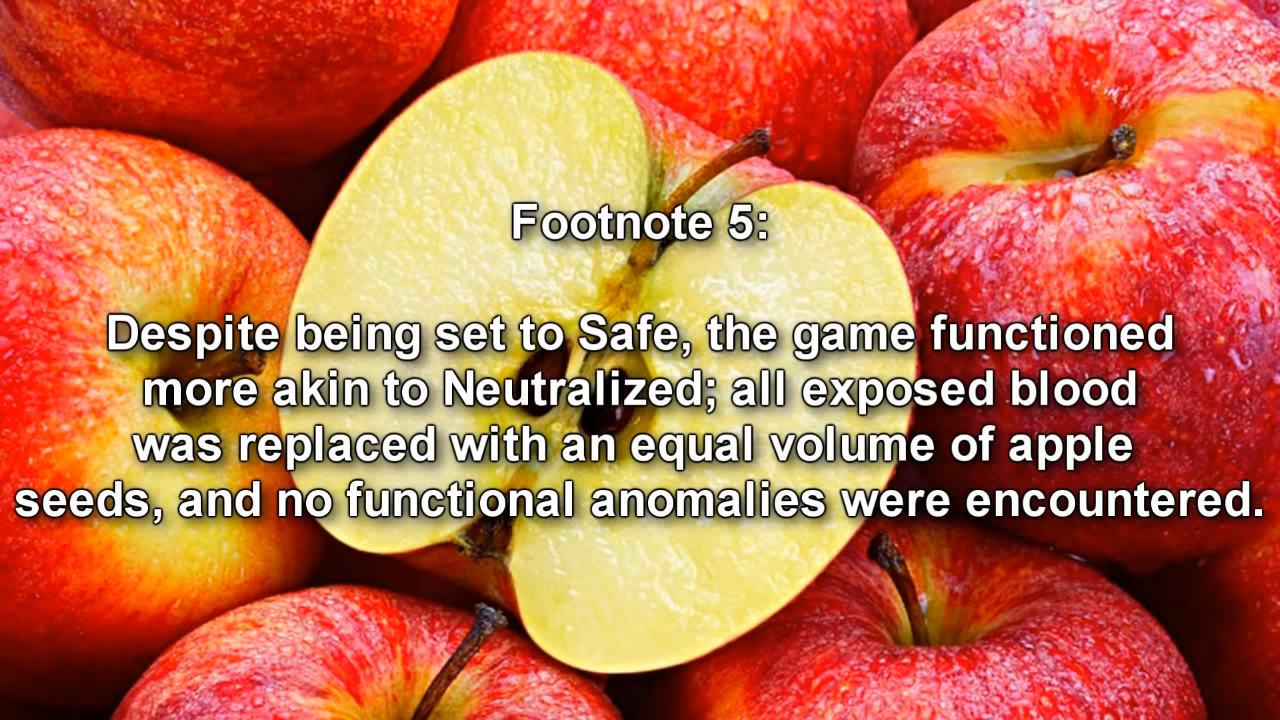 Footnote 5:
Despite being set to Safe, the game functioned
more akin to Neutralized; all exposed blood
was replaced with an equal volume of apple
seeds, and no functional anomalies were encountered.